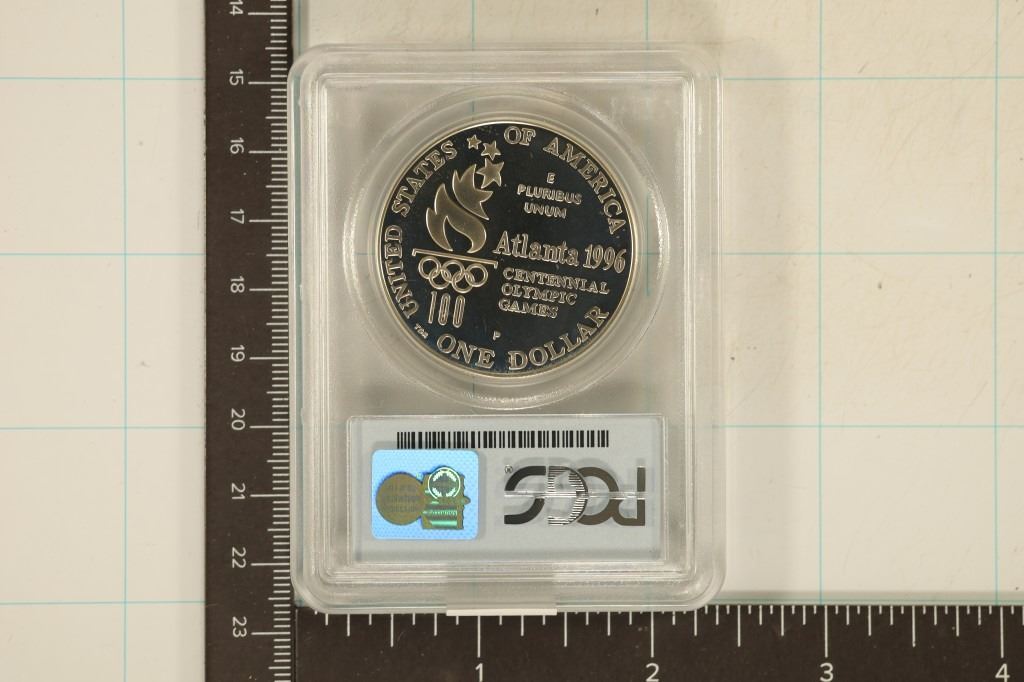 UNITED STATES OF AMERICA
E
PLURIBUS
UNUM
Atlanta 1996
CENTENNIAL
OLYMPIC
GAMES
100
TM
P
ONE DOLLAR
PCGS
®
14
15
16
17
18
19
20
21
22
23
1
2
3
4